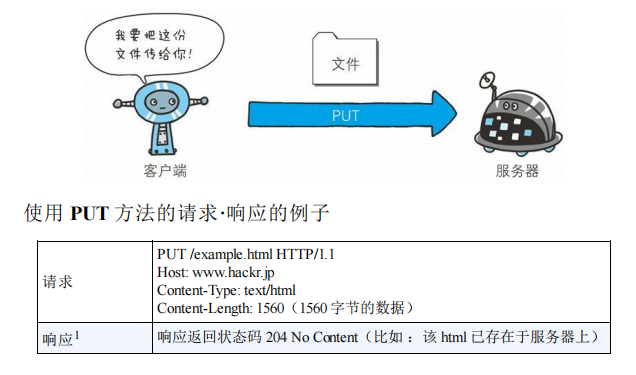 我要把这份
文件传给你!
文件
PUT
客户端
服务器
使用 PUT 方法的请求·响应的例子
请求
PUT /example.html HTTP/1.1
Host: www.hackr.jp
Content-Type: text/html
Content-Length: 1560（1560 字节的数据）
响应1
响应返回状态码 204 No Content（比如 ：该 html 已存在于服务器上）